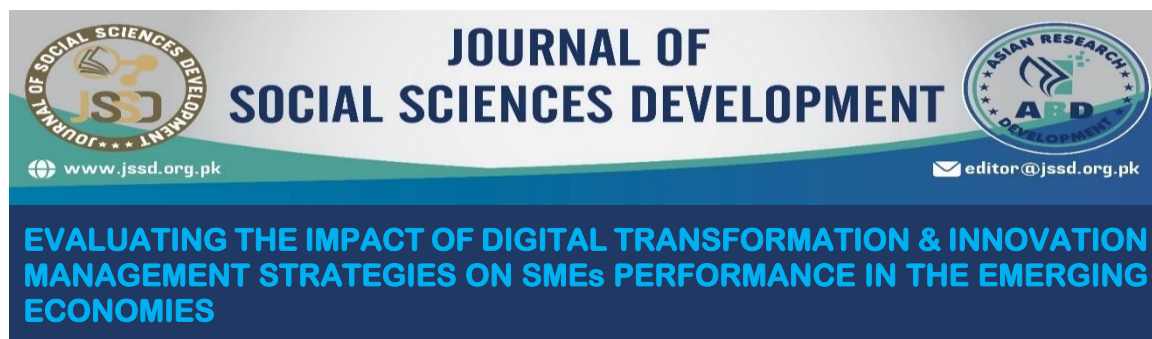 JOURNAL OF
SOCIAL SCIENCES DEVELOPMENT
JOURNAL OF SOCIAL SCIENCES DEVELOPMENT
JSSD
ASIAN RESEARCH
DEVELOPMENT
www.jssd.org.pk
editor@jssd.org.pk
EVALUATING THE IMPACT OF DIGITAL TRANSFORMATION & INNOVATION
MANAGEMENT STRATEGIES ON SMEs PERFORMANCE IN THE EMERGING
ECONOMIES